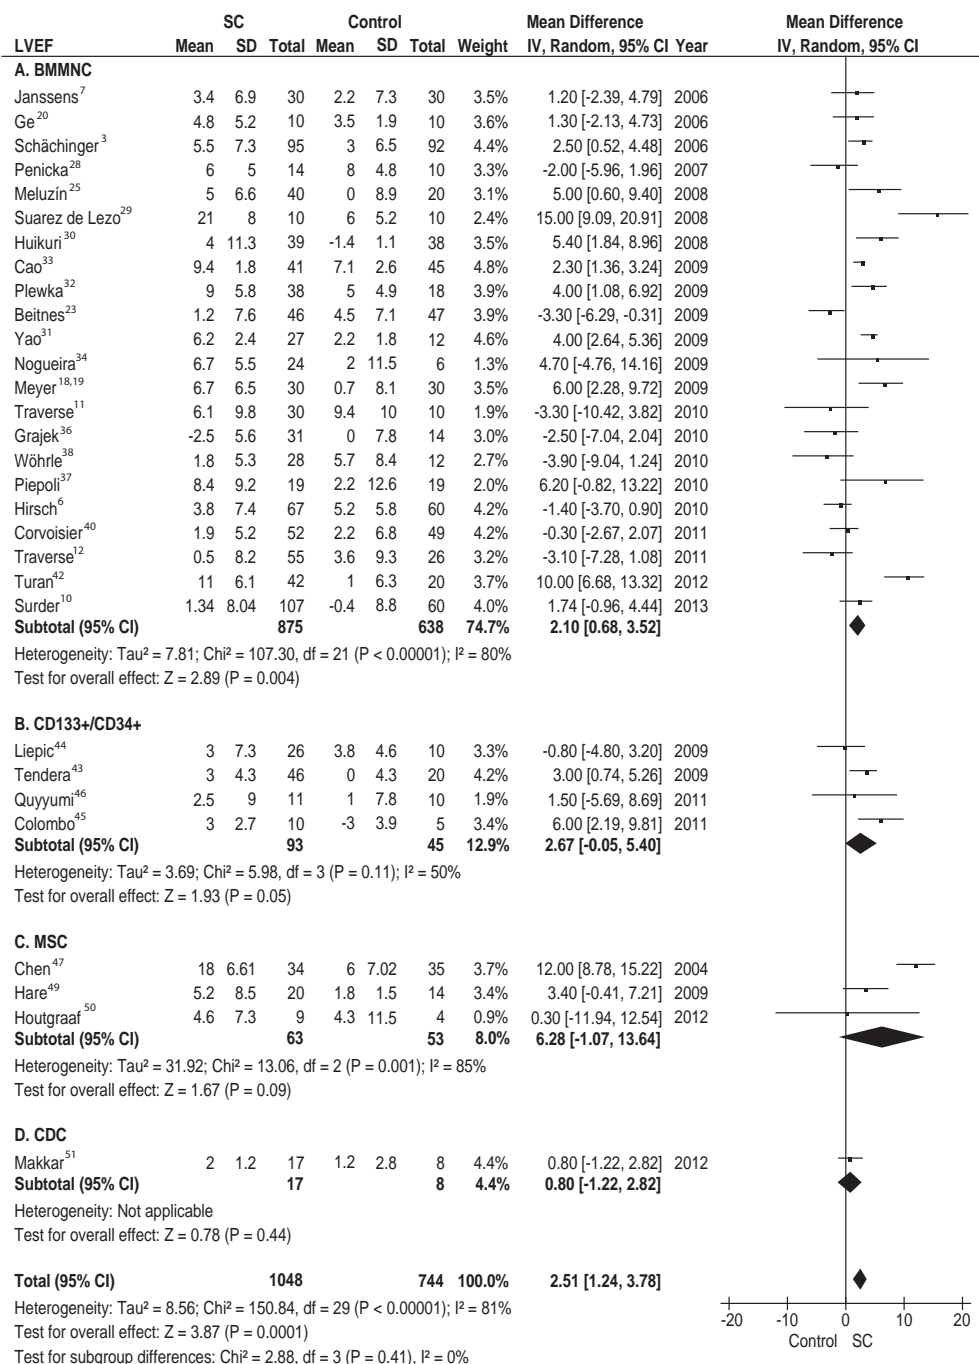 SC Control Mean Difference Mean Difference
LVEF Mean SD Total Mean SD Total Weight IV, Random, 95% CI Year IV, Random, 95% CI
A. BMMNC
Janssens7 3.4 6.9 30 2.2 7.3 30 3.5% 1.20 [-2.39, 4.79] 2006
Ge20 4.8 5.2 10 3.5 1.9 10 3.6% 1.30 [-2.13, 4.73] 2006
Schächinger3 5.5 7.3 95 3 6.5 92 4.4% 2.50 [0.52, 4.48] 2006
Penicka28 6 5 14 8 4.8 10 3.3% -2.00 [-5.96, 1.96] 2007
Meluzín25 5 6.6 40 0 8.9 20 3.1% 5.00 [0.60, 9.40] 2008
Suarez de Lezo29 21 8 10 6 5.2 10 2.4% 15.00 [9.09, 20.91] 2008
Huikuri30 4 11.3 39 -1.4 1.1 38 3.5% 5.40 [1.84, 8.96] 2008
Cao33 9.4 1.8 41 7.1 2.6 45 4.8% 2.30 [1.36, 3.24] 2009
Plewka32 9 5.8 38 5 4.9 18 3.9% 4.00 [1.08, 6.92] 2009
Beitnes23 1.2 7.6 46 4.5 7.1 47 3.9% -3.30 [-6.29, -0.31] 2009
Yao31 6.2 2.4 27 2.2 1.8 12 4.7% 4.00 [2.64, 5.36] 2009
Nogueira34 6.7 5.5 24 2 11.5 6 1.3% 4.70 [-4.76, 14.16] 2009
Meyer18,19 6.7 6.5 30 0.7 8.1 30 3.5% 6.00 [2.28, 9.72] 2009
Traverse11 6.1 9.8 30 9.4 10 10 1.9% -3.30 [-10.42, 3.82] 2010
Grajek36 -2.5 5.6 31 0 7.8 14 3.0% -2.50 [-7.04, 2.04] 2010
Wöhrle38 1.8 5.3 28 5.7 8.4 12 2.7% -3.90 [-9.04, 1.24] 2010
Piepoli37 8.4 9.2 19 2.2 12.6 19 2.0% 6.20 [-0.82, 13.22] 2010
Hirsch6 3.8 7.4 67 5.2 5.8 60 4.2% -1.40 [-3.70, 0.90] 2010
Corvoisier40 1.9 5.2 52 2.2 6.8 49 4.2% -0.30 [-2.67, 2.07] 2011
Traverse12 0.5 8.2 55 3.6 9.3 26 3.2% -3.10 [-7.28, 1.08] 2011
Turan42 11 6.1 42 1 6.3 20 3.7% 10.00 [6.68, 13.32] 2012
Surder10 1.34 8.04 107 -0.4 8.8 60 4.0% 1.74 [-0.96, 4.44] 2013
Subtotal (95% CI) 875 638 74.7% 2.10 [0.68, 3.52]
Heterogeneity: Tau² = 7.81; Chi² = 107.30, df = 21 (P < 0.00001); I² = 80%
Test for overall effect: Z = 2.89 (P = 0.004)
B. CD133+/CD34+
Liepic44 3 7.3 26 3.8 4.6 10 3.3% -0.80 [-4.80, 3.20] 2009
Tendera43 3 4.3 46 0 4.3 20 4.2% 3.00 [0.74, 5.26] 2009
Quyyumi46 2.5 9 11 1 7.8 10 1.9% 1.50 [-5.69, 8.69] 2011
Colombo45 3 2.7 10 -3 3.9 5 3.4% 6.00 [2.19, 9.81] 2011
Subtotal (95% CI) 93 45 12.9% 2.67 [-0.05, 5.40]
Heterogeneity: Tau² = 3.69; Chi² = 5.98, df = 3 (P = 0.11); I² = 50%
Test for overall effect: Z = 1.93 (P = 0.05)
C. MSC
Chen47 18 6.61 34 6 7.02 35 3.7% 12.00 [8.78, 15.22] 2004
Hare49 5.2 8.5 20 1.8 1.5 14 3.4% 3.40 [-0.41, 7.21] 2009
Houtgraaf50 4.6 7.3 9 4.3 11.5 4 0.9% 0.30 [-11.94, 12.54] 2012
Subtotal (95% CI) 63 53 8.0% 6.28 [-1.07, 13.64]
Heterogeneity: Tau² = 31.92; Chi² = 13.06, df = 2 (P = 0.001); I² = 85%
Test for overall effect: Z = 1.67 (P = 0.09)
D. CDC
Makkar51 2 1.2 17 1.2 2.8 8 4.4% 0.80 [-1.22, 2.82] 2012
Subtotal (95% CI) 17 8 4.4% 0.80 [-1.22, 2.82]
Heterogeneity: Not applicable
Test for overall effect: Z = 0.78 (P = 0.44)
Total (95% CI) 1048 744 100.0% 2.51 [1.24, 3.78]
Heterogeneity: Tau² = 8.56; Chi² = 150.84, df = 29 (P < 0.00001); I² = 81%
Test for overall effect: Z = 3.87 (P = 0.0001)
Test for subgroup differences: Chi² = 2.88, df = 3 (P = 0.41), I² = 0%
-20 -10 0 10 20
Control SC